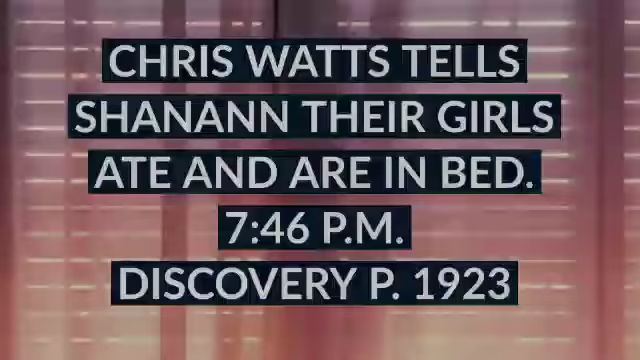 CHRIS WATTS TELLS
SHANANN THEIR GIRLS
ATE AND ARE IN BED.
7:46 P.M.
DISCOVERY P. 1923